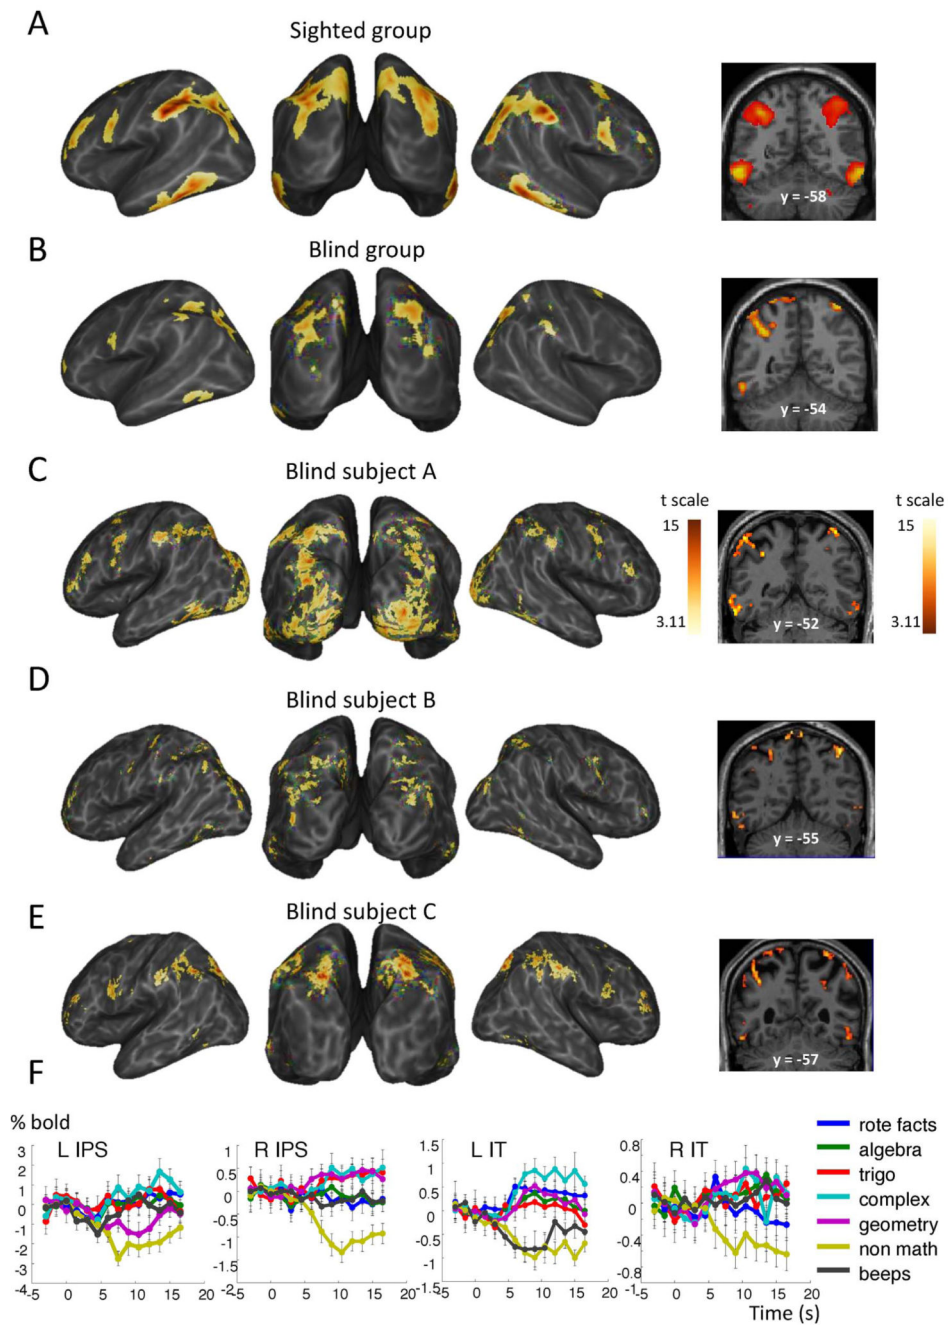 A
Sighted group
y = -58
B
Blind group
y = -54
C
Blind subject A
t scale
15
3.11
y = -52
t scale
15
3.11
D
Blind subject B
y = -55
E
Blind subject C
y = -57
F
% bold
L IPS
3
2
1
0
-1
-2
-3
-4
-5 0 5 10 15 20
R IPS
1
0.5
0
-0.5
-1
-1.5
-2
-5 0 5 10 15 20
L IT
1.5
1
0.5
0
-0.5
-1
-1.5
-5 0 5 10 15 20
R IT
0.8
0.4
0
-0.4
-0.8
-5 0 5 10 15 20
Time (s)
rote facts
algebra
trigo
complex
geometry
non math
beeps